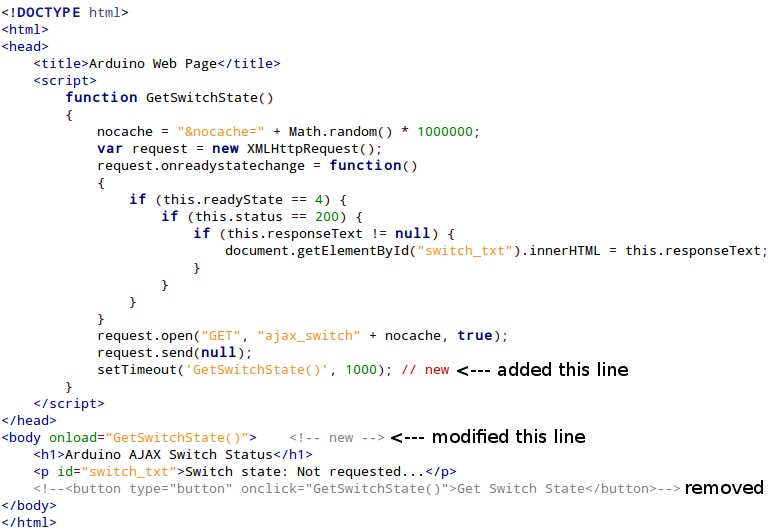 <!DOCTYPE html>
<html>
<head>
    <title>Arduino Web Page</title>
    <script>
        function GetSwitchState()
        {
            nocache = "&nocache=" + Math.random() * 1000000;
            var request = new XMLHttpRequest();
            request.onreadystatechange = function()
            {
                if (this.readyState == 4) {
                    if (this.status == 200) {
                        if (this.responseText != null) {
                            document.getElementById("switch_txt").innerHTML = this.responseText;
                        }
                    }
                }
            }
            request.open("GET", "ajax_switch" + nocache, true);
            request.send(null);
            setTimeout('GetSwitchState()', 1000); // new <--- added this line
        }
    </script>
</head>
<body onload="GetSwitchState()">    <!-- new --> <--- modified this line
    <h1>Arduino AJAX Switch Status</h1>
    <p id="switch_txt">Switch state: Not requested...</p>
    <!--<button type="button" onclick="GetSwitchState()">Get Switch State</button>--> removed
</body>
</html>